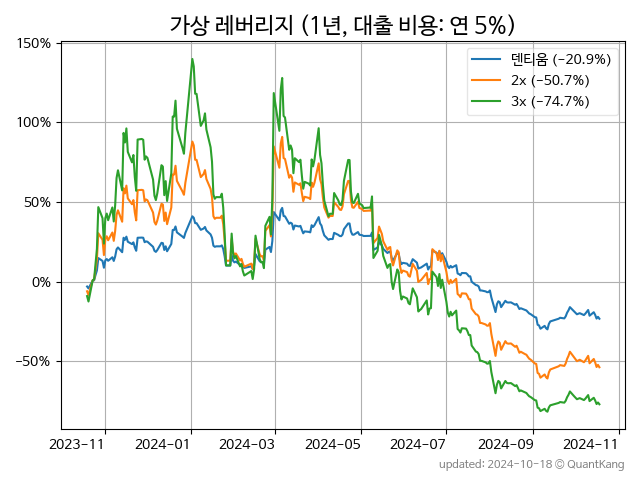 가상 레버리지 (1년, 대출 비용: 연 5%)
150%
100%
50%
0%
−50%
덴티움 (−20.9%)
2x (−50.7%)
3x (−74.7%)
2023-11 2024-01 2024-03 2024-05 2024-07 2024-09 2024-11
updated: 2024-10-18 © QuantKang